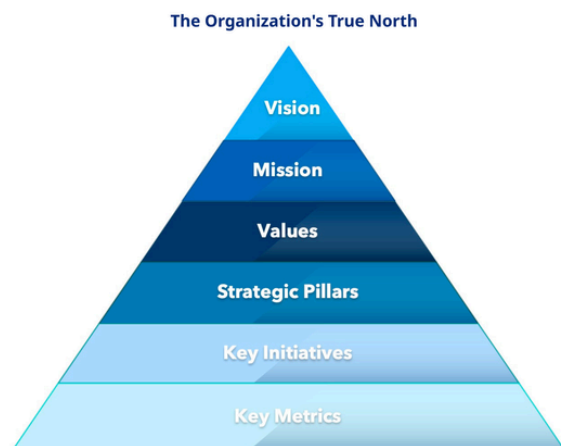 The Organization's True North
Vision
Mission
Values
Strategic Pillars
Key Initiatives
Key Metrics